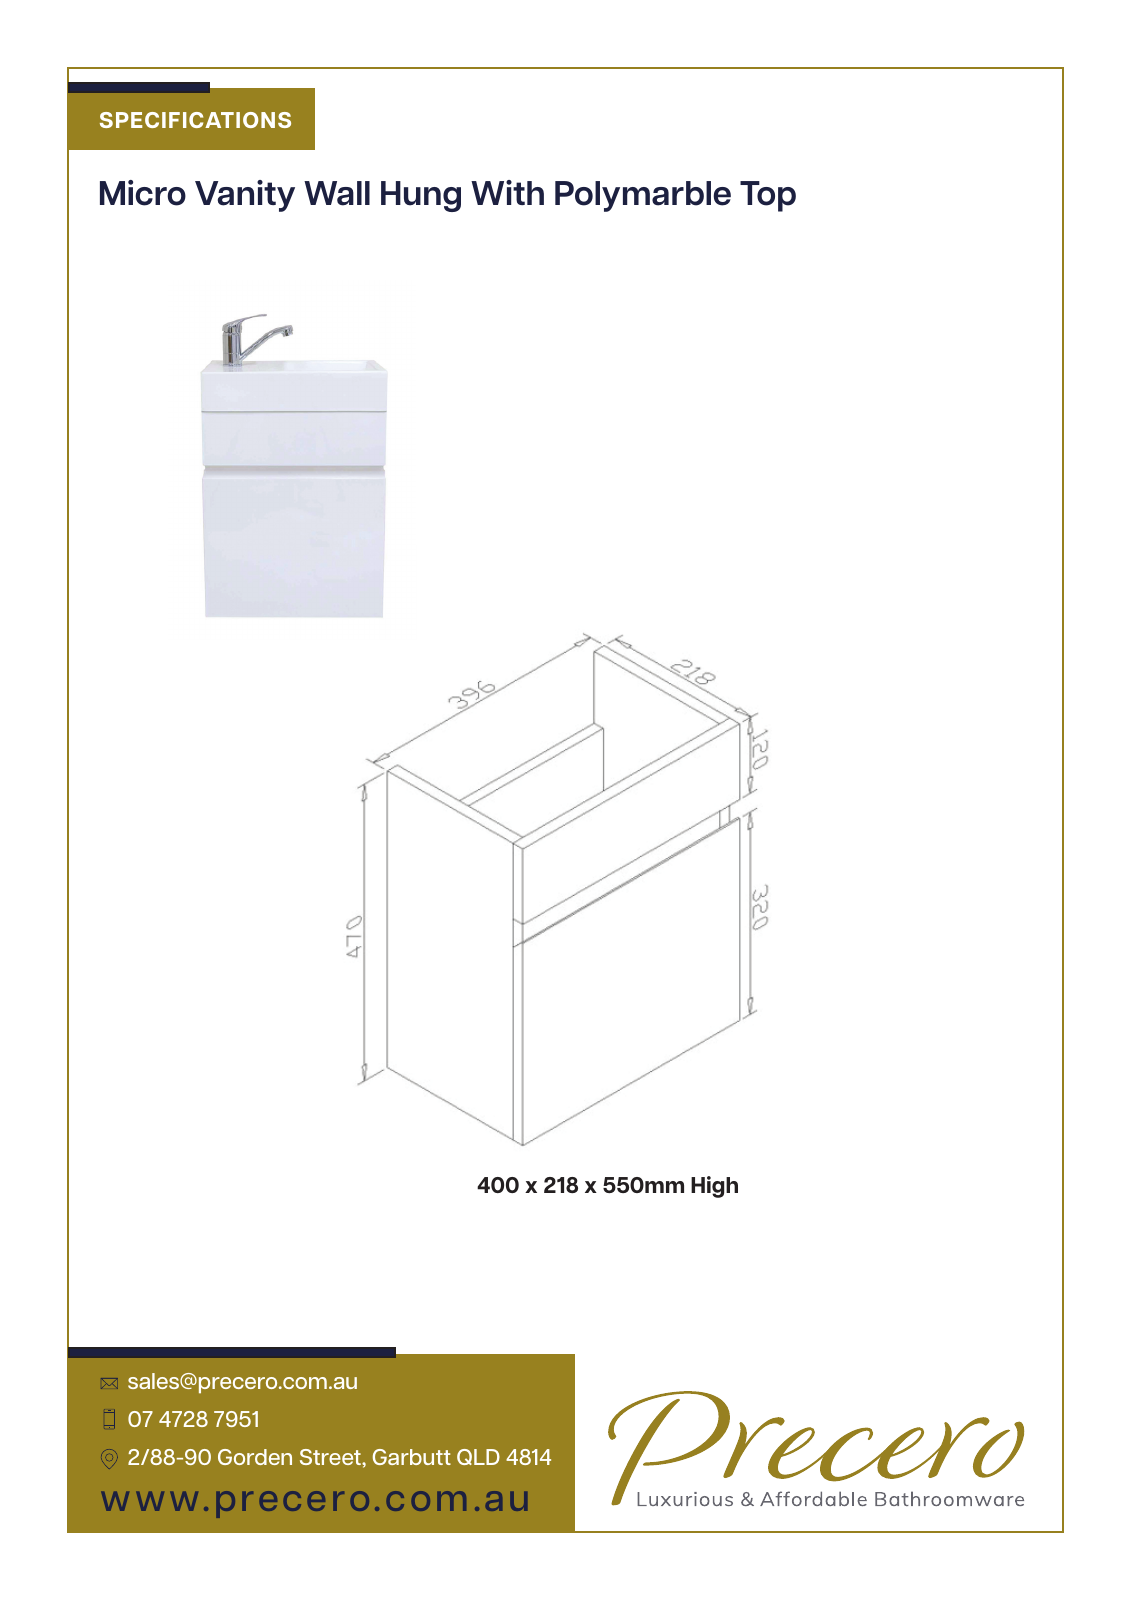 SPECIFICATIONS
Micro Vanity Wall Hung With Polymarble Top
396
218
120
470
320
400 x 218 x 550mm High
sales@precero.com.au
07 4728 7951
2/88-90 Gorden Street, Garbutt QLD 4814
www.precero.com.au
Precero
Luxurious & Affordable Bathroomware